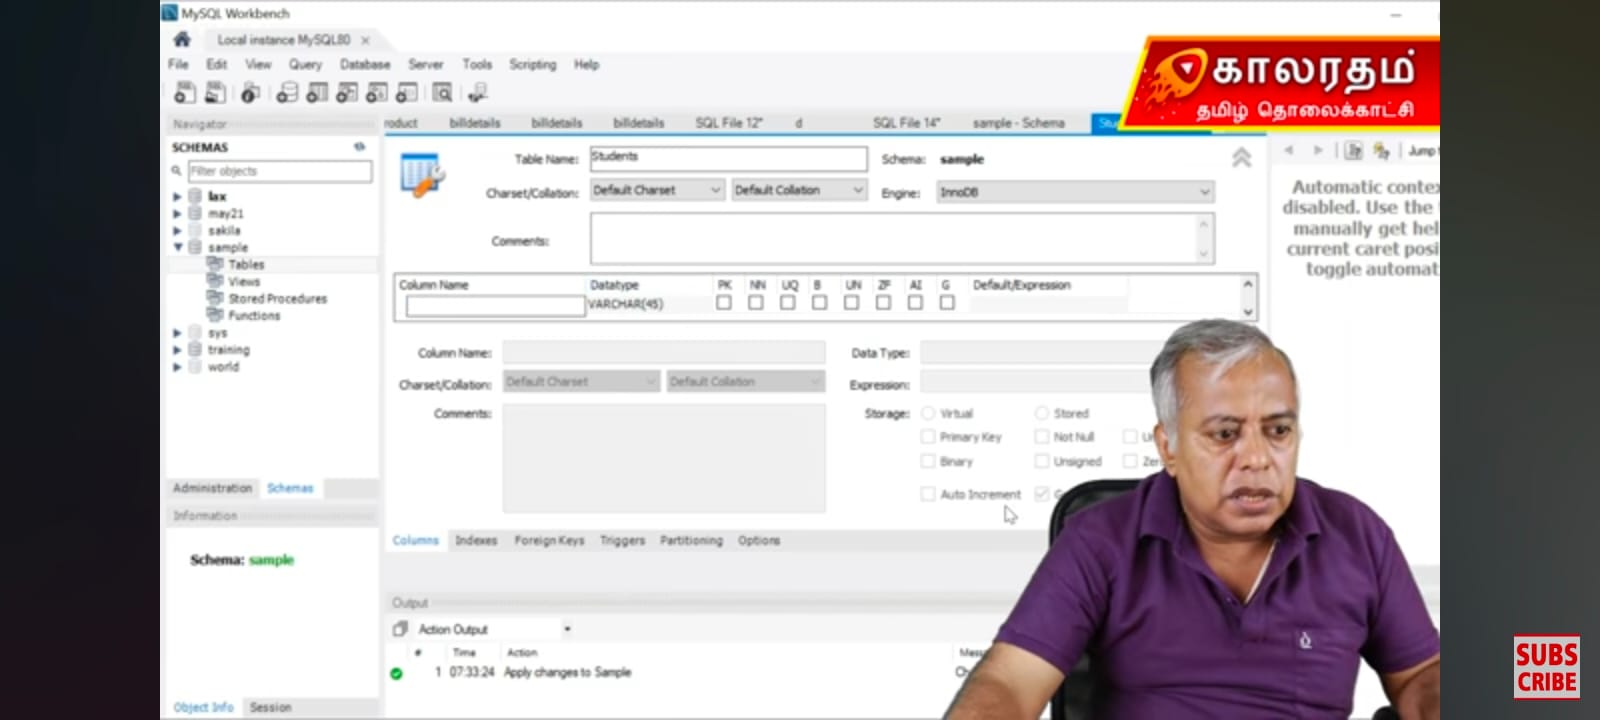 MySQL Workbench
Local instance MySQL80
File Edit View Query Database Server Tools Scripting Help
காலரதம்
தமிழ் தொலைக்காட்சி
Navigator
roduct billdetails billdetails billdetails SQL File 12* d SQL File 14* sample - Schema Stu
SCHEMAS
Filter objects
lax
may21
sakila
sample
Tables
Views
Stored Procedures
Functions
sys
training
world
Administration Schemas
Information
Schema: sample
Object Info Session
Table Name: Students Schema: sample
Charset/Collation: Default Charset Default Collation Engine: InnoDB
Comments:
Column Name Datatype PK NN UQ B UN ZF AI G Default/Expression
VARCHAR(45)
Column Name: Data Type:
Charset/Collation: Default Charset Default Collation Expression:
Comments: Storage: Virtual Stored
Primary Key Not Null
Binary Unsigned Zer
Auto Increment G
Columns Indexes Foreign Keys Triggers Partitioning Options
Output
Action Output
# Time Action Mess
1 07:33:24 Apply changes to Sample
Jump t
Automatic contex
disabled. Use the
manually get hel
current caret posi
toggle automat
SUBS
CRIBE